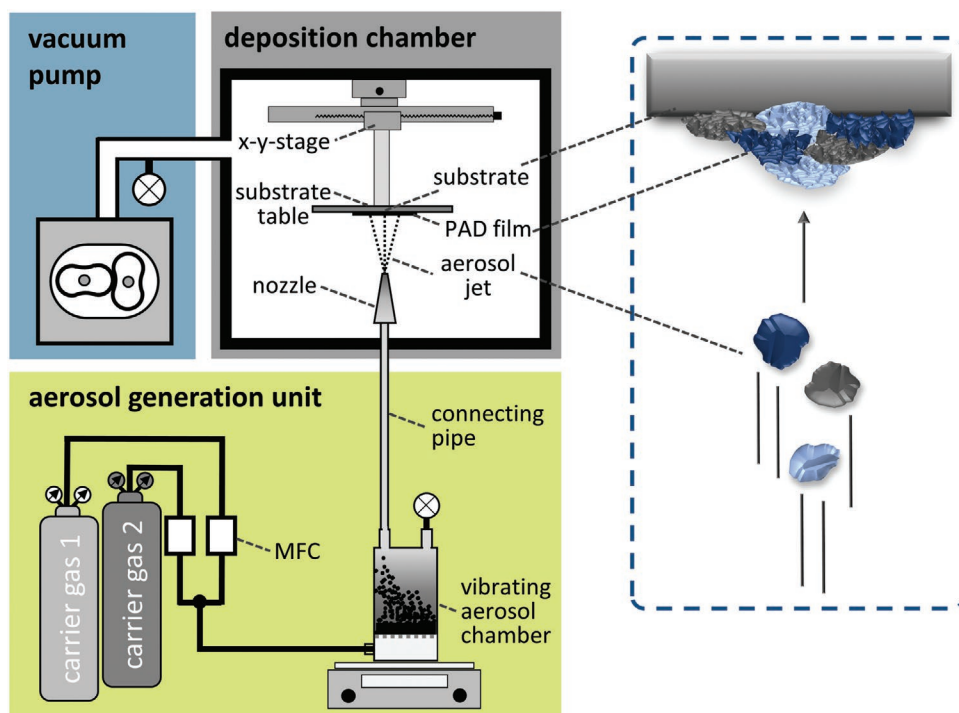 vacuum
pump
deposition chamber
x-y-stage
substrate
substrate
table
PAD film
aerosol
jet
nozzle
aerosol generation unit
connecting
pipe
carrier gas 1
carrier gas 2
MFC
vibrating
aerosol
chamber